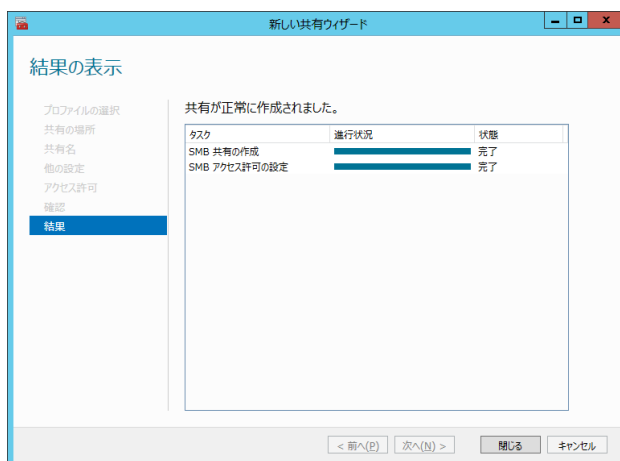 新しい共有ウィザード
結果の表示
プロファイルの選択
共有の場所
共有名
他の設定
アクセス許可
確認
結果
共有が正常に作成されました。
タスク 進行状況 状態
SMB 共有の作成 完了
SMB アクセス許可の設定 完了
< 前へ(P) 次へ(N) > 閉じる キャンセル